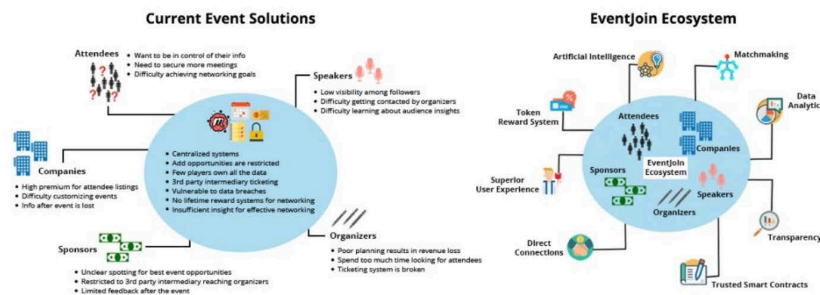 Current Event Solutions
Attendees
• Want to be in control of their info
• Need to secure more meetings
• Difficulty achieving networking goals
Speakers
• Low visibility among followers
• Difficulty getting contacted by organizers
• Difficulty learning about audience insights
• Centralized systems
• Add opportunities are restricted
• Few players own all the data
• 3rd party intermediary ticketing
• Vulnerable to data breaches
• No lifetime reward systems for networking
• Insufficient insight for effective networking
Companies
• High premium for attendee listings
• Difficulty customizing events
• Info after event is lost
Sponsors
• Unclear spotting for best event opportunities
• Restricted to 3rd party intermediary reaching organizers
• Limited feedback after the event
Organizers
• Poor planning results in revenue loss
• Spend too much time looking for attendees
• Ticketing system is broken
EventJoin Ecosystem
Artificial Intelligence
Matchmaking
Token
Reward System
Data
Analytic
Attendees
Companies
EventJoin
Ecosystem
Superior
User Experience
Sponsors
Speakers
Organizers
Direct
Connections
Transparency
Trusted Smart Contracts